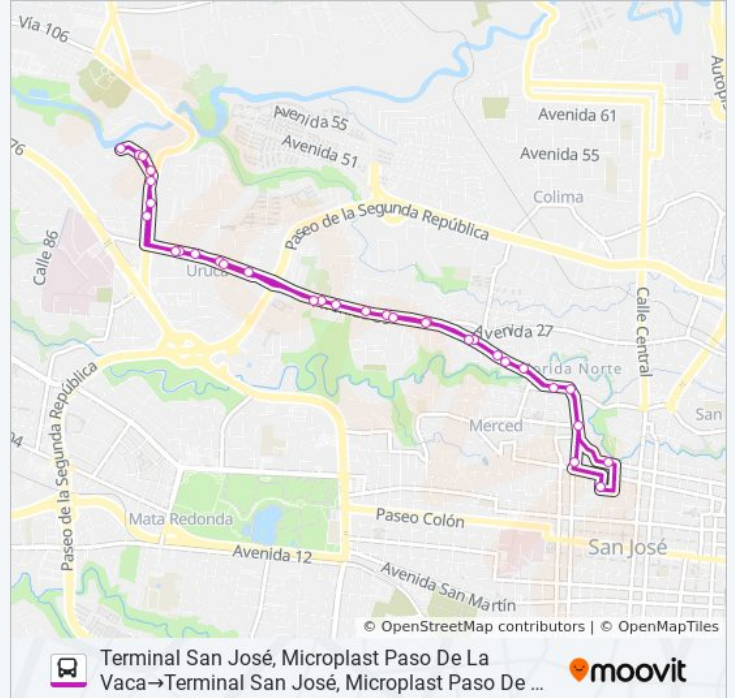 Vía 106
Avenida 55
Avenida 61
Avenida 51
Avenida 55
76
Colima
Paseo de la Segunda República
Calle 86
Uruca
Avenida 27
Calle Central
Paseo de la Segunda República
Merced
San
Mata Redonda
Paseo Colón
San José
Avenida 12
Avenida San Martín
© OpenStreetMap contributors | © OpenMapTiles
Terminal San José, Microplast Paso De La
Vaca→Terminal San José, Microplast Paso De ...
moovit